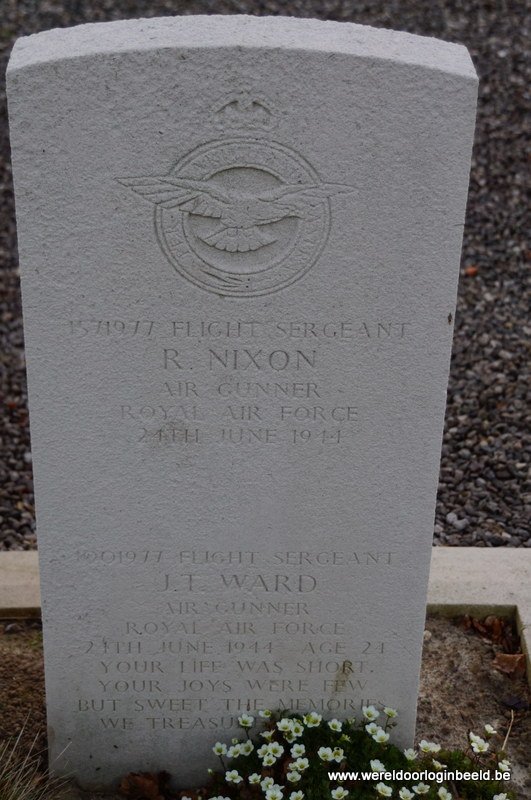 1571977 FLIGHT SERGEANT
R. NIXON
AIR GUNNER
ROYAL AIR FORCE
24TH JUNE 1944
FLIGHT SERGEANT
J.T. WARD
AIR GUNNER
ROYAL AIR FORCE
24TH JUNE 1944 AGE 21
YOUR LIFE WAS SHORT.
YOUR JOYS WERE FEW
BUT SWEET THE MEMORIES
WE TREASURE
www.wereldoorloginbeeld.be